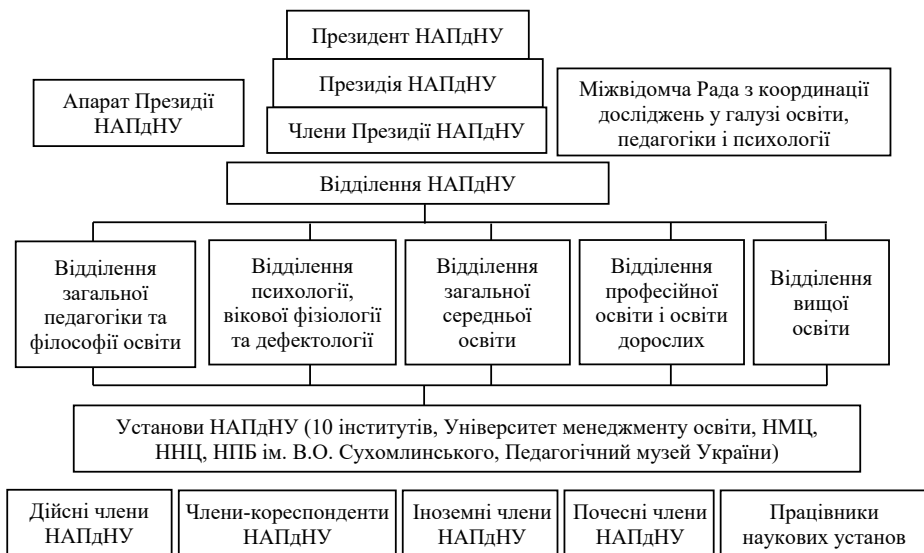 Президент НАПдНУ
Президія НАПдНУ
Члени Президії НАПдНУ
Апарат Президії
НАПдНУ
Міжвідомча Рада з координації
досліджень у галузі освіти,
педагогіки і психології
Відділення НАПдНУ
Відділення
загальної
педагогіки та
філософії освіти
Відділення
психології,
вікової фізіології
та дефектології
Відділення
загальної
середньої
освіти
Відділення
професійної
освіти і освіти
дорослих
Відділення
вищої
освіти
Установи НАПдНУ (10 інститутів, Університет менеджменту освіти, НМЦ,
ННЦ, НПБ ім. В.О. Сухомлинського, Педагогічний музей України)
Дійсні члени
НАПдНУ
Члени-кореспонденти
НАПдНУ
Іноземні члени
НАПдНУ
Почесні члени
НАПдНУ
Працівники
наукових установ